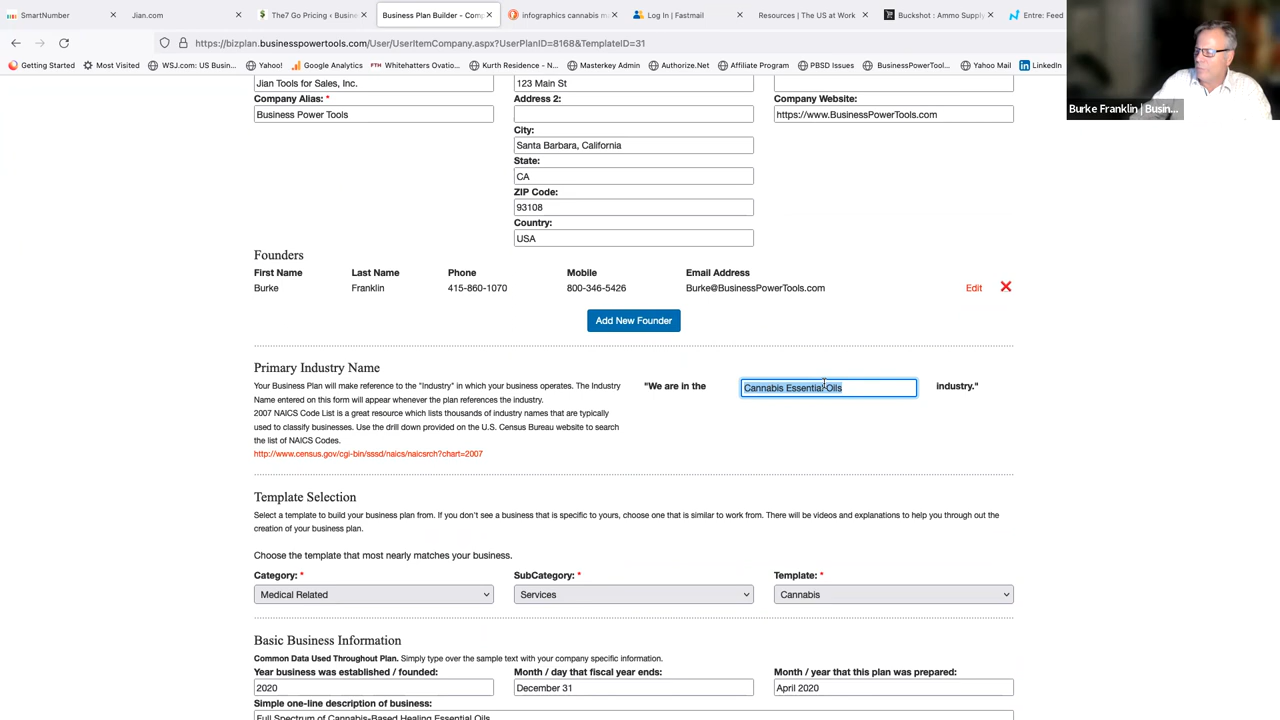 SmartNumber
Jian.com
The7 Go Pricing ‹ Busine
Business Plan Builder – Comp
infographics cannabis ma
Log In | Fastmail
Resources | The US at Work
Buckshot : Ammo Supply
Entre: Feed
https://bizplan.businesspowertools.com/User/UserItemCompany.aspx?UserPlanID=8168&TemplateID=31
Getting Started
Most Visited
WSJ.com: US Busin...
Yahoo!
Google Analytics
FTN Whitehatters Ovatio...
Kurth Residence - N...
Masterkey Admin
Authorize.Net
Affiliate Program
PBSD Issues
BusinessPowerTool...
Yahoo Mail
LinkedIn
Burke Franklin | Busin...
Jian Tools for Sales, Inc.
123 Main St
Company Alias: *
Address 2:
Company Website:
Business Power Tools
https://www.BusinessPowerTools.com
City:
Santa Barbara, California
State:
CA
ZIP Code:
93108
Country:
USA
Founders
First Name
Last Name
Phone
Mobile
Email Address
Burke
Franklin
415-860-1070
800-346-5426
Burke@BusinessPowerTools.com
Edit
Add New Founder
Primary Industry Name
Your Business Plan will make reference to the "Industry" in which your business operates. The Industry
Name entered on this form will appear whenever the plan references the industry.
2007 NAICS Code List is a great resource which lists thousands of industry names that are typically
used to classify businesses. Use the drill down provided on the U.S. Census Bureau website to search
the list of NAICS Codes.
http://www.census.gov/cgi-bin/sssd/naics/naicsrch?chart=2007
"We are in the
Cannabis Essential Oils
industry."
Template Selection
Select a template to build your business plan from. If you don't see a business that is specific to yours, choose one that is similar to work from. There will be videos and explanations to help you through out the
creation of your business plan.
Choose the template that most nearly matches your business.
Category: *
SubCategory: *
Template: *
Medical Related
Services
Cannabis
Basic Business Information
Common Data Used Throughout Plan. Simply type over the sample text with your company specific information.
Year business was established / founded:
Month / day that fiscal year ends:
Month / year that this plan was prepared:
2020
December 31
April 2020
Simple one-line description of business:
Full Spectrum of Cannabis-Based Healing Essential Oils